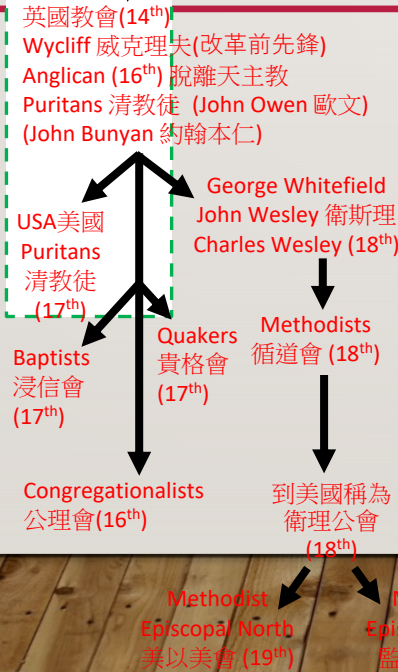 英國教會(14th)
Wycliff 威克理夫(改革前先鋒)
Anglican (16th) 脫離天主教
Puritans 清教徒 (John Owen 歐文)
(John Bunyan 約翰本仁)
George Whitefield
John Wesley 衛斯理
Charles Wesley (18th)
USA美國
Puritans
清教徒
(17th)
Baptists
浸信會
(17th)
Quakers
貴格會
(17th)
Methodists
循道會 (18th)
Congregationalists
公理會(16th)
到美國稱為
衛理公會
(18th)
Methodist
Episcopal North
美以美會 (19th)